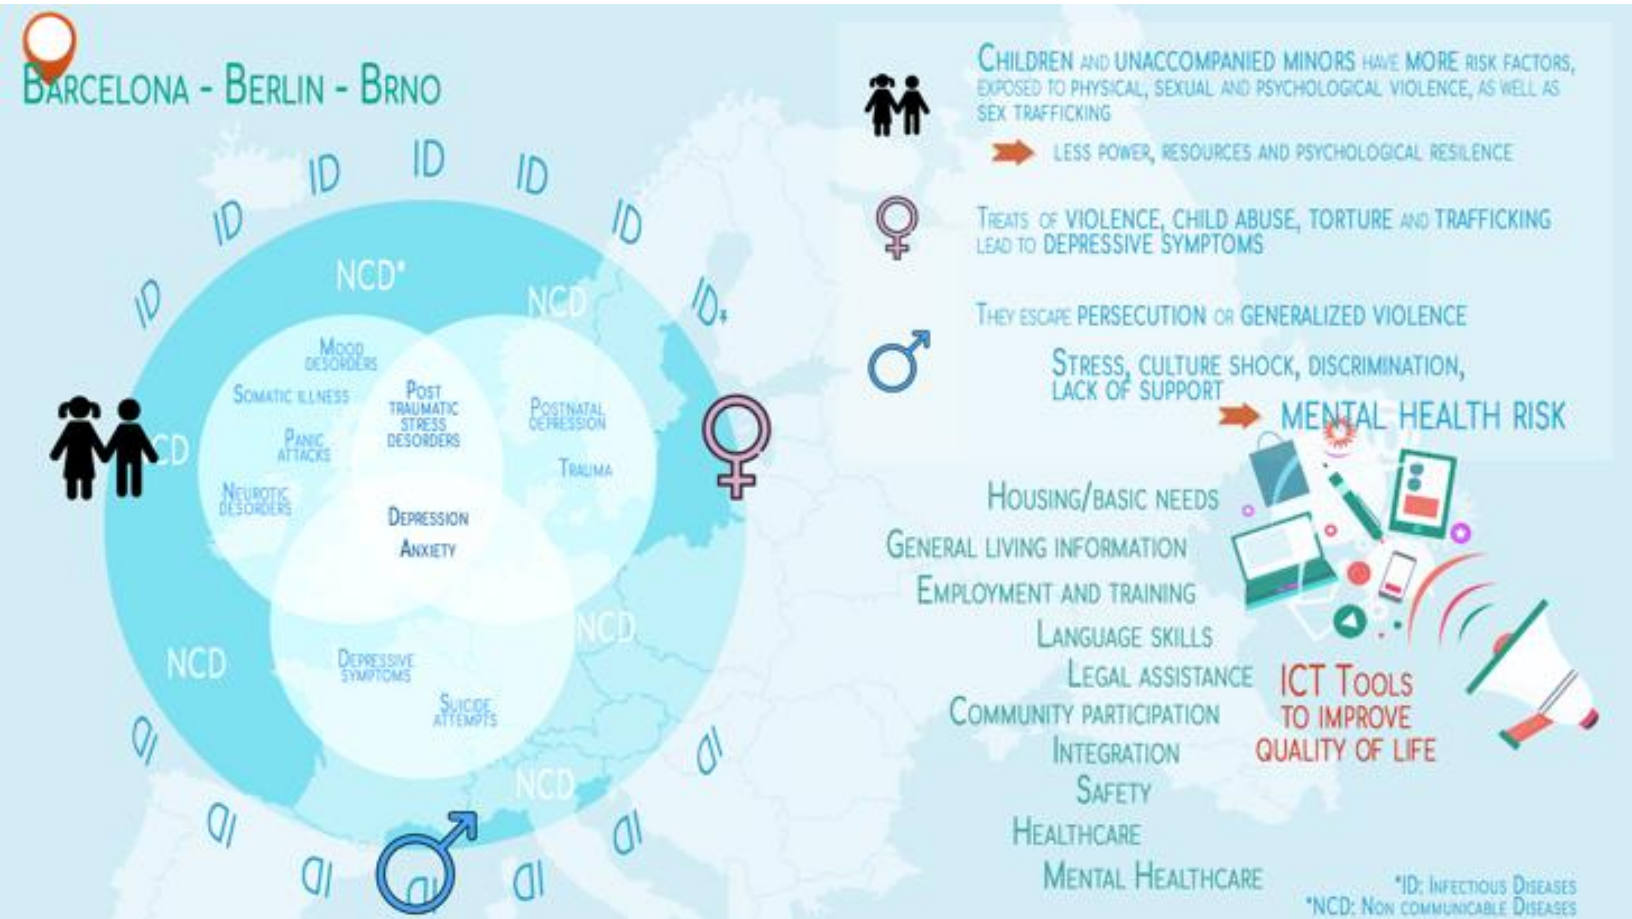 BARCELONA - BERLIN - BRNO
ID
ID
ID
ID
ID
ID
ID*
NCD*
NCD
MOOD
DESORDERS
SOMATIC ILLNESS
PANIC
ATTACKS
NEUROTIC
DESORDERS
POST
TRAUMATIC
STRESS
DESORDERS
POSTNATAL
DEPRESSION
TRAUMA
CD
DEPRESSION
ANXIETY
NCD
NCD
DEPRESSIVE
SYMPTOMS
SUICIDE
ATTEMPTS
NCD
ID
ID
ID
ID
ID
ID
ID
CHILDREN AND UNACCOMPANIED MINORS HAVE MORE RISK FACTORS,
EXPOSED TO PHYSICAL, SEXUAL AND PSYCHOLOGICAL VIOLENCE, AS WELL AS
SEX TRAFFICKING
LESS POWER, RESOURCES AND PSYCHOLOGICAL RESILENCE
TREATS OF VIOLENCE, CHILD ABUSE, TORTURE AND TRAFFICKING
LEAD TO DEPRESSIVE SYMPTOMS
THEY ESCAPE PERSECUTION OR GENERALIZED VIOLENCE
STRESS, CULTURE SHOCK, DISCRIMINATION,
LACK OF SUPPORT
MENTAL HEALTH RISK
HOUSING/BASIC NEEDS
GENERAL LIVING INFORMATION
EMPLOYMENT AND TRAINING
LANGUAGE SKILLS
LEGAL ASSISTANCE
COMMUNITY PARTICIPATION
INTEGRATION
SAFETY
HEALTHCARE
MENTAL HEALTHCARE
ICT TOOLS
TO IMPROVE
QUALITY OF LIFE
*ID: INFECTIOUS DISEASES
*NCD: NON COMMUNICABLE DISEASES